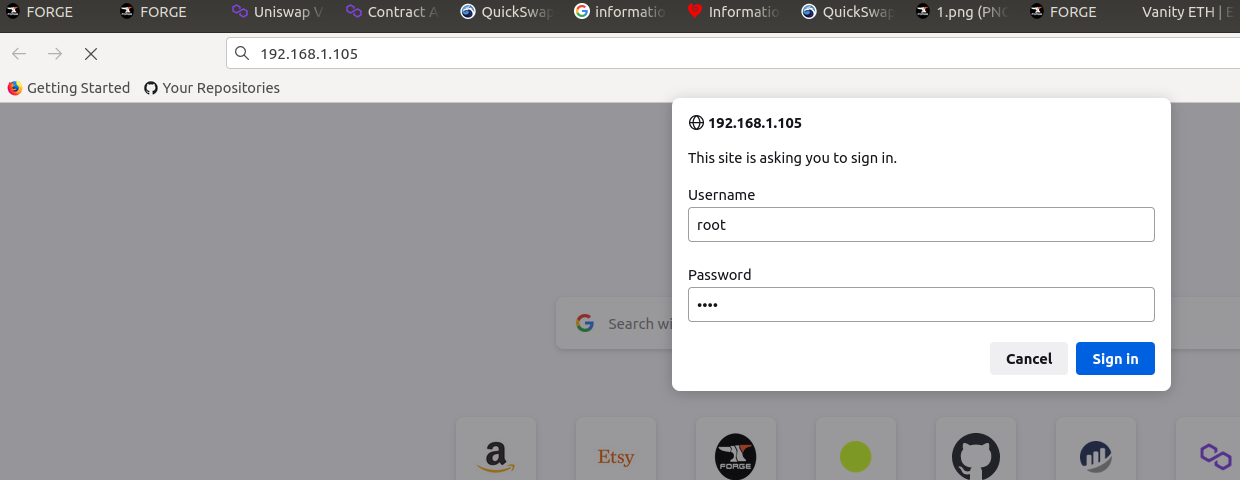 FORGE FORGE Uniswap V Contract A QuickSwap informatio Informatio QuickSwap 1.png (PNG FORGE Vanity ETH | E
192.168.1.105
Getting Started Your Repositories
192.168.1.105
This site is asking you to sign in.
Username
root
Password
••••
Search wi
Cancel Sign in
a Etsy FORGE